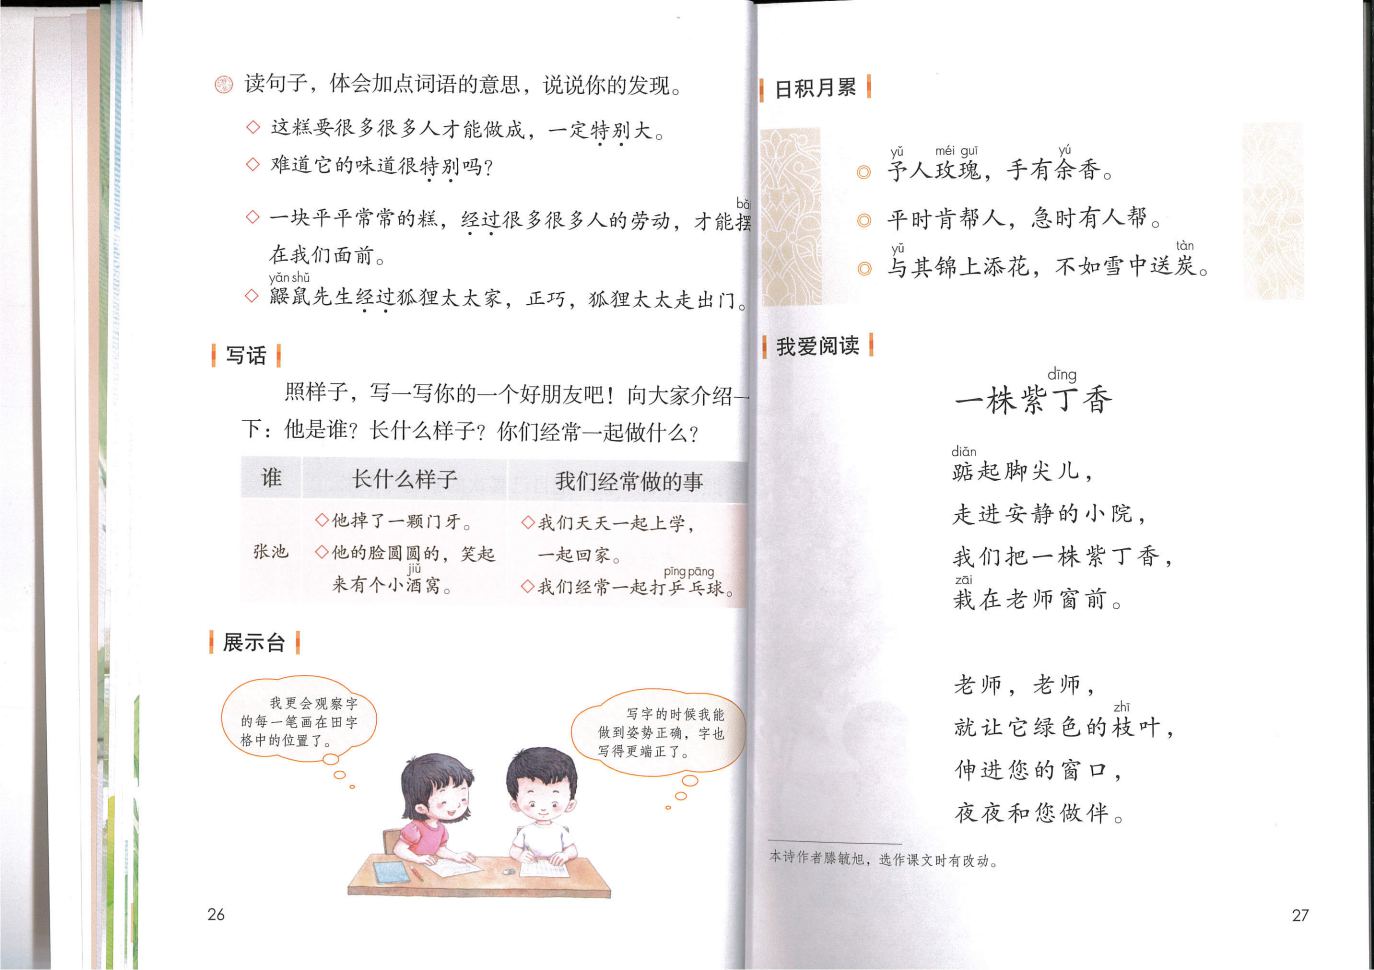 读句子，体会加点词语的意思，说说你的发现。
◇ 这糕要很多很多人才能做成，一定特别大。
◇ 难道它的味道很特别吗？
bǎi
◇ 一块平平常常的糕，经过很多很多人的劳动，才能摆
在我们面前。
yǎn shǔ
◇ 鼹鼠先生经过狐狸太太家，正巧，狐狸太太走出门。
写话
照样子，写一写你的一个好朋友吧！向大家介绍一
下：他是谁？长什么样子？你们经常一起做什么？
谁 长什么样子 我们经常做的事
张池
◇他掉了一颗门牙。
◇他的脸圆圆的，笑起
jiǔ
来有个小酒窝。
◇我们天天一起上学，
一起回家。
pīng pāng
◇我们经常一起打乒乓球。
展示台
我更会观察字
的每一笔画在田字
格中的位置了。
写字的时候我能
做到姿势正确，字也
写得更端正了。
26
日积月累
yǔ méi guī yú
◎ 予人玫瑰，手有余香。
◎ 平时肯帮人，急时有人帮。
yǔ tàn
◎ 与其锦上添花，不如雪中送炭。
我爱阅读
dīng
一株紫丁香
diǎn
踮起脚尖儿，
走进安静的小院，
我们把一株紫丁香，
zāi
栽在老师窗前。
老师，老师，
zhī
就让它绿色的枝叶，
伸进您的窗口，
夜夜和您做伴。
本诗作者滕毓旭，选作课文时有改动。
27